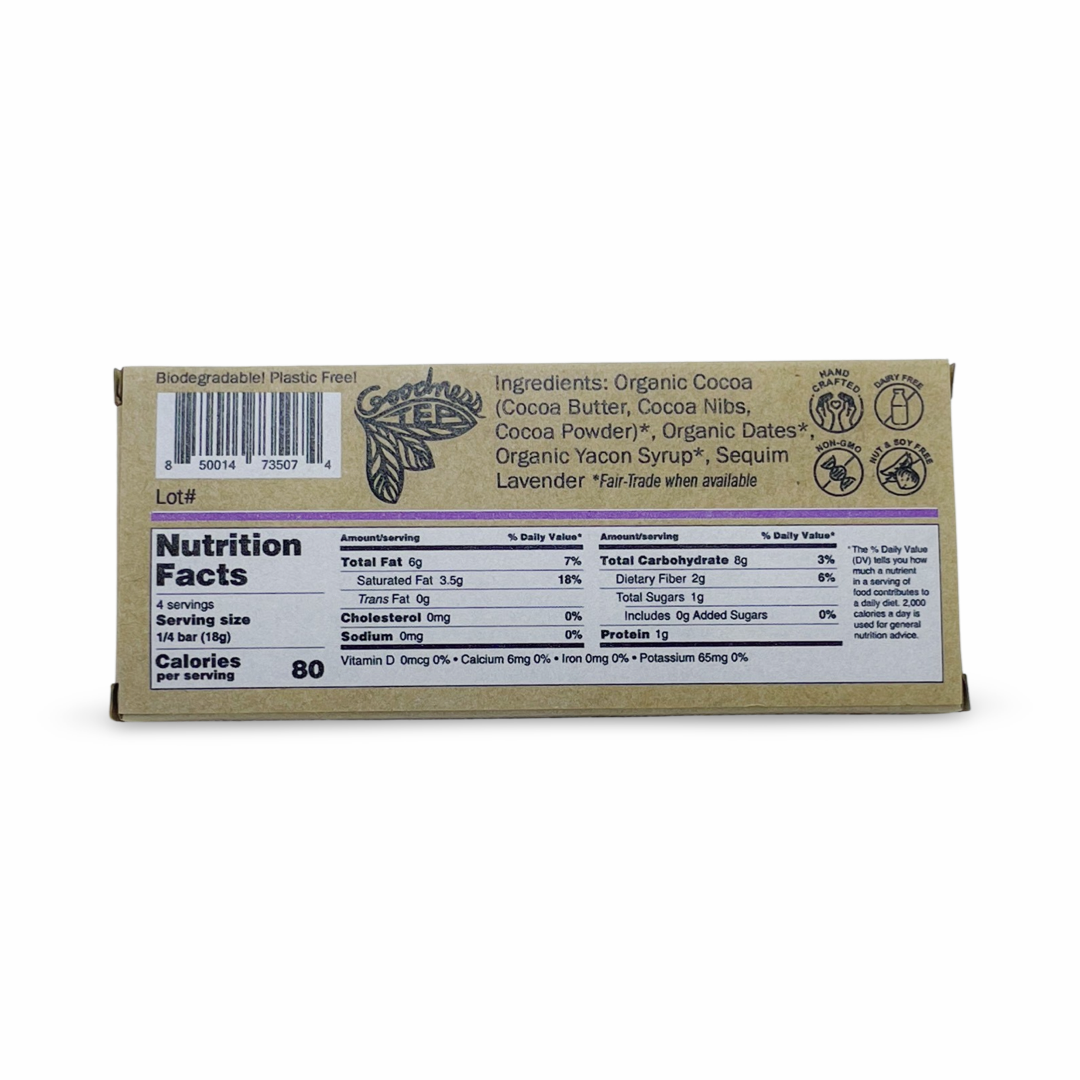 Biodegradable! Plastic Free!
8 50014 73507 4
Lot#
Goodness
TEA
Ingredients: Organic Cocoa
(Cocoa Butter, Cocoa Nibs,
Cocoa Powder)*, Organic Dates*,
Organic Yacon Syrup*, Sequim
Lavender *Fair-Trade when available
HAND CRAFTED
DAIRY FREE
NON-GMO
NUT & SOY FREE
Nutrition
Facts
4 servings
Serving size
1/4 bar (18g)
Calories
per serving
80
Amount/serving % Daily Value*
Total Fat 6g 7%
Saturated Fat 3.5g 18%
Trans Fat 0g
Cholesterol 0mg 0%
Sodium 0mg 0%
Amount/serving % Daily Value*
Total Carbohydrate 8g 3%
Dietary Fiber 2g 6%
Total Sugars 1g
Includes 0g Added Sugars 0%
Protein 1g
Vitamin D 0mcg 0% • Calcium 6mg 0% • Iron 0mg 0% • Potassium 65mg 0%
*The % Daily Value
(DV) tells you how
much a nutrient
in a serving of
food contributes to
a daily diet. 2,000
calories a day is
used for general
nutrition advice.